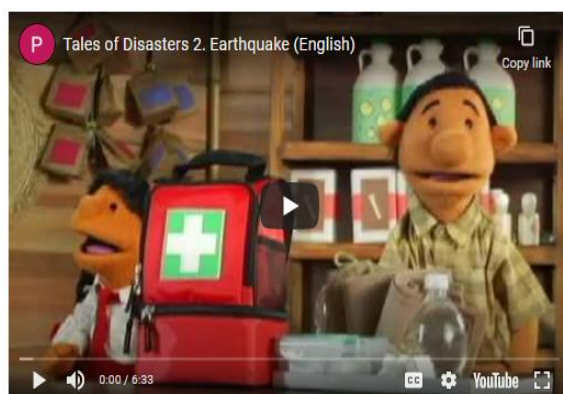 P
Tales of Disasters 2. Earthquake (English)
Copy link
0:00 / 6:33
CC
YouTube